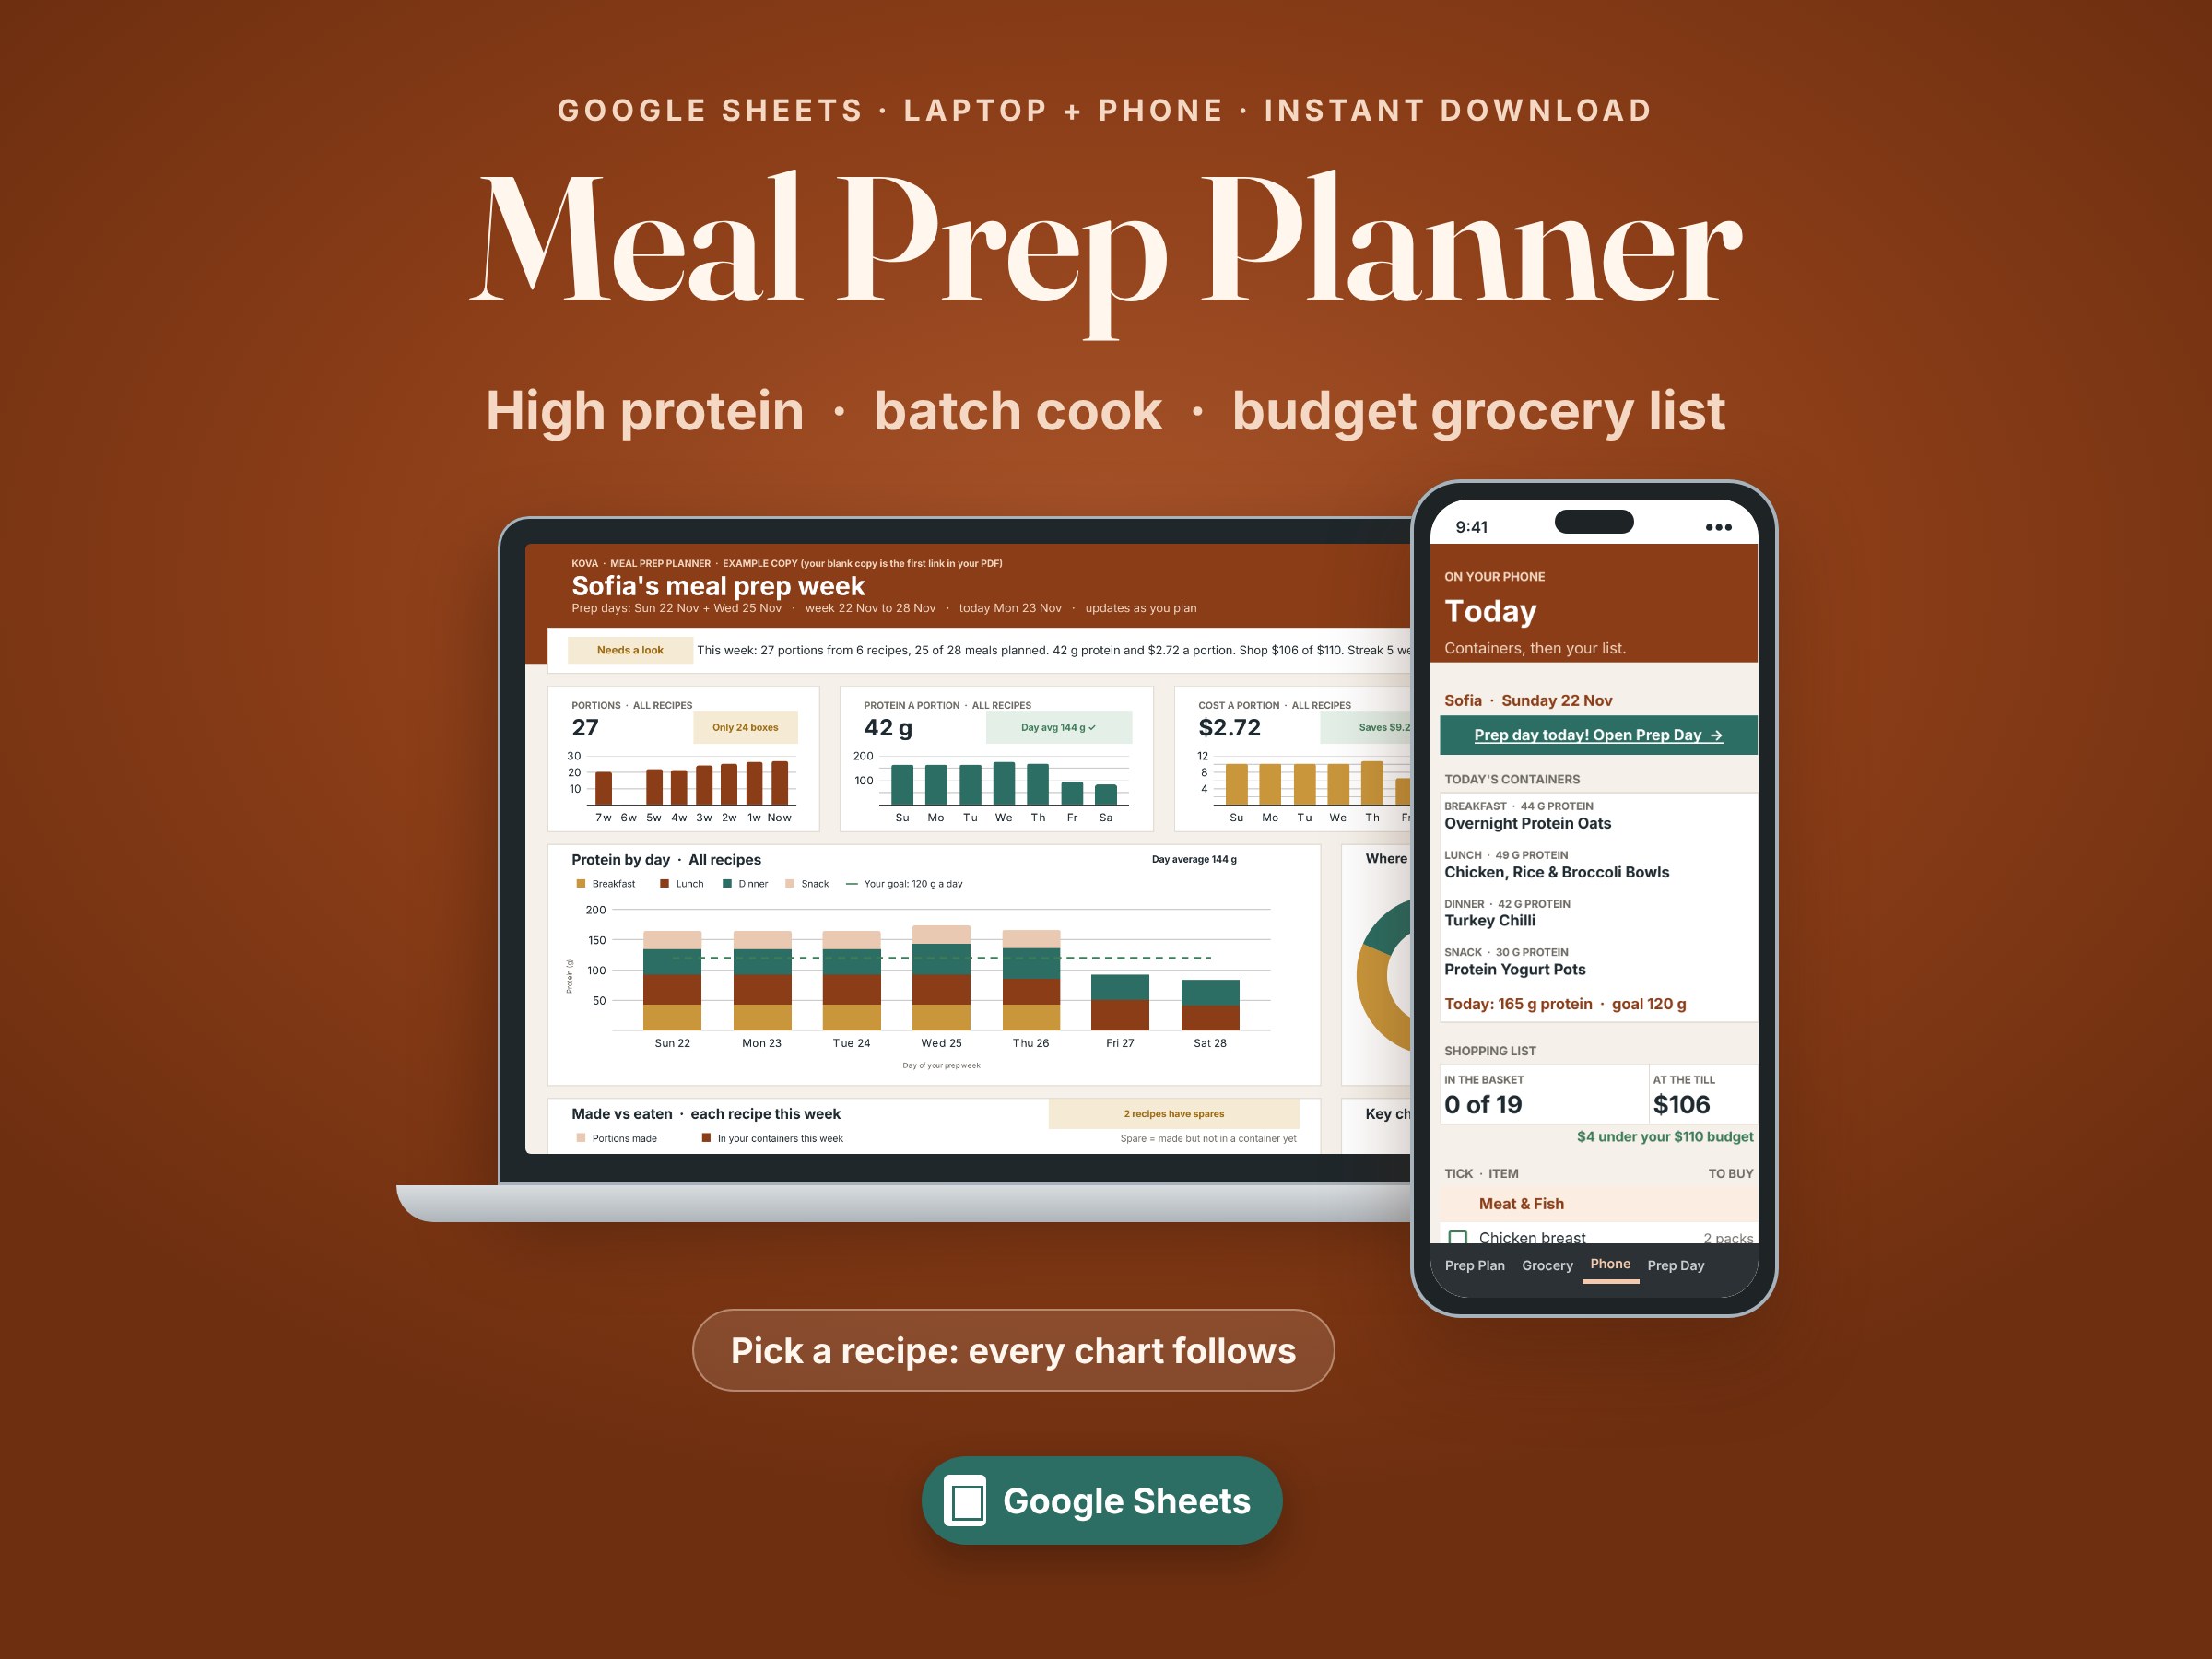 GOOGLE SHEETS · LAPTOP + PHONE · INSTANT DOWNLOAD
Meal Prep Planner
High protein · batch cook · budget grocery list
KOVA · MEAL PREP PLANNER · EXAMPLE COPY (your blank copy is the first link in your PDF)
Sofia's meal prep week
Prep days: Sun 22 Nov + Wed 25 Nov · week 22 Nov to 28 Nov · today Mon 23 Nov · updates as you plan
Needs a look
This week: 27 portions from 6 recipes, 25 of 28 meals planned. 42 g protein and $2.72 a portion. Shop $106 of $110. Streak 5 we
PORTIONS · ALL RECIPES
27
Only 24 boxes
30
20
10
7w 6w 5w 4w 3w 2w 1w Now
PROTEIN A PORTION · ALL RECIPES
42 g
Day avg 144 g ✓
200
100
Su Mo Tu We Th Fr Sa
COST A PORTION · ALL RECIPES
$2.72
Saves $9.2
12
8
4
Su Mo Tu We Th Fr
Protein by day · All recipes
Day average 144 g
Breakfast Lunch Dinner Snack Your goal: 120 g a day
200
150
100
50
Protein (g)
Sun 22 Mon 23 Tue 24 Wed 25 Thu 26 Fri 27 Sat 28
Day of your prep week
Where
Made vs eaten · each recipe this week
2 recipes have spares
Portions made In your containers this week
Spare = made but not in a container yet
Key ch
9:41
ON YOUR PHONE
Today
Containers, then your list.
Sofia · Sunday 22 Nov
Prep day today! Open Prep Day →
TODAY'S CONTAINERS
BREAKFAST · 44 G PROTEIN
Overnight Protein Oats
LUNCH · 49 G PROTEIN
Chicken, Rice & Broccoli Bowls
DINNER · 42 G PROTEIN
Turkey Chilli
SNACK · 30 G PROTEIN
Protein Yogurt Pots
Today: 165 g protein · goal 120 g
SHOPPING LIST
IN THE BASKET AT THE TILL
0 of 19 $106
$4 under your $110 budget
TICK · ITEM TO BUY
Meat & Fish
Chicken breast 2 packs
Prep Plan Grocery Phone Prep Day
Pick a recipe: every chart follows
Google Sheets